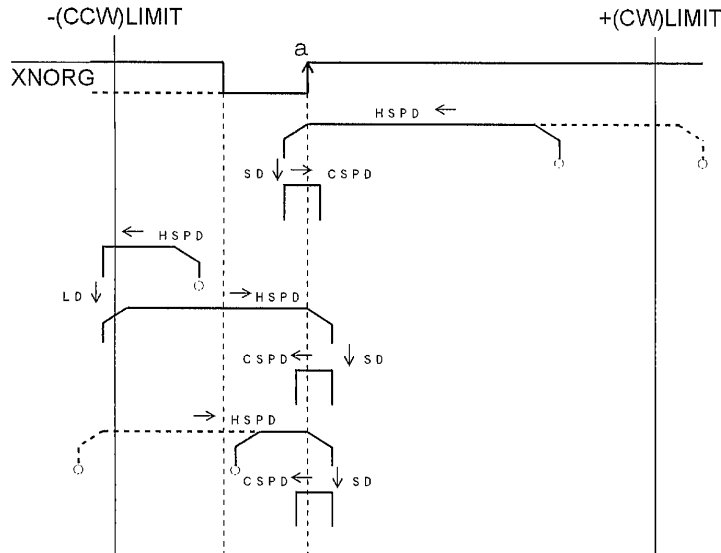 -(CCW)LIMIT
+(CW)LIMIT
a
XNORG
HSPD
SD
CSPD
HSPD
LD
HSPD
CSPD
SD
HSPD
CSPD
SD